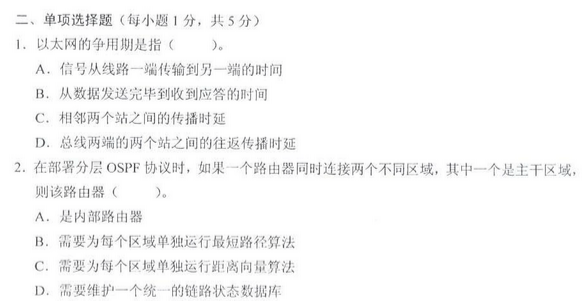 二、单项选择题（每小题 1 分，共 5 分）
1．以太网的争用期是指（　　）。
A．信号从线路一端传输到另一端的时间
B．从数据发送完毕到收到应答的时间
C．相邻两个站之间的传播时延
D．总线两端的两个站之间的往返传播时延
2．在部署分层 OSPF 协议时，如果一个路由器同时连接两个不同区域，其中一个是主干区域，
则该路由器（　　）。
A．是内部路由器
B．需要为每个区域单独运行最短路径算法
C．需要为每个区域单独运行距离向量算法
D．需要维护一个统一的链路状态数据库